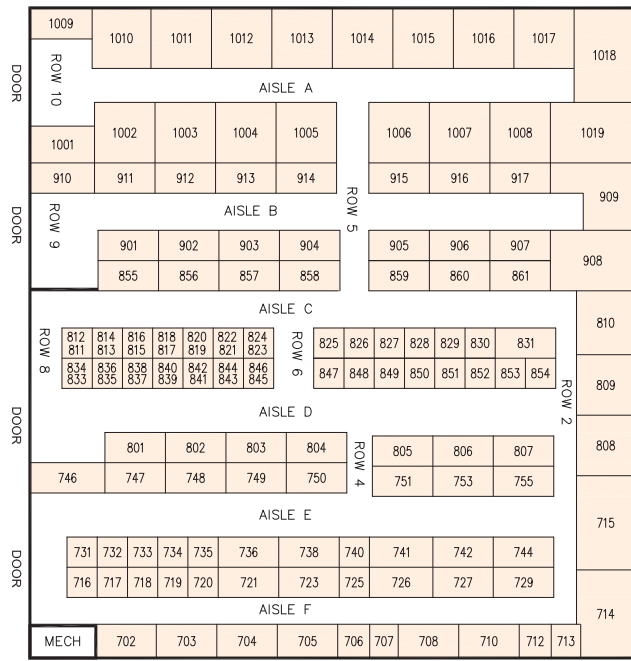 1009 1010 1011 1012 1013 1014 1015 1016 1017 1018
DOOR
ROW 10
AISLE A
1001 1002 1003 1004 1005 1006 1007 1008 1019
910 911 912 913 914 915 916 917 909
DOOR
ROW 9
AISLE B
ROW 5
901 902 903 904 905 906 907 908
855 856 857 858 859 860 861
AISLE C
810
ROW 8
812 814 816 818 820 822 824
811 813 815 817 819 821 823
ROW 6
825 826 827 828 829 830 831
834 836 838 840 842 844 846
833 835 837 839 841 843 845
847 848 849 850 851 852 853 854
ROW 2
809
DOOR
AISLE D
808
801 802 803 804 805 806 807
ROW 4
746 747 748 749 750 751 753 755
AISLE E
715
DOOR
731 732 733 734 735 736 738 740 741 742 744
716 717 718 719 720 721 723 725 726 727 729
AISLE F
714
MECH 702 703 704 705 706 707 708 710 712 713